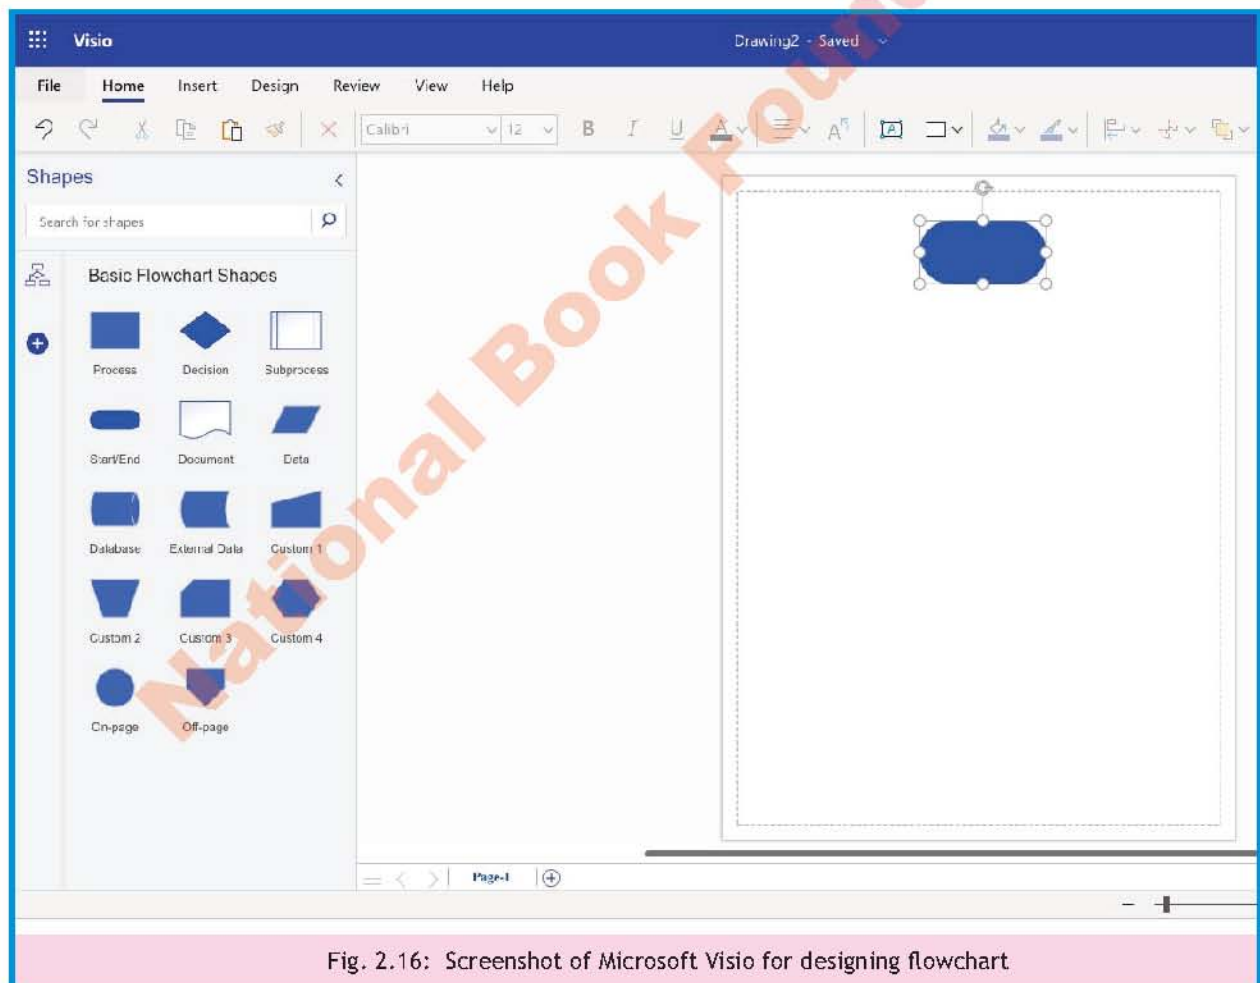 Visio
Drawing2 - Saved
File Home Insert Design Review View Help
Calibri 12 B I U A A A
Shapes
Search for shapes
Basic Flowchart Shapes
Process Decision Subprocess
Start/End Document Data
Database External Data Custom 1
Custom 2 Custom 3 Custom 4
On-page Off-page
Page-1
National Book Foun
Fig. 2.16: Screenshot of Microsoft Visio for designing flowchart